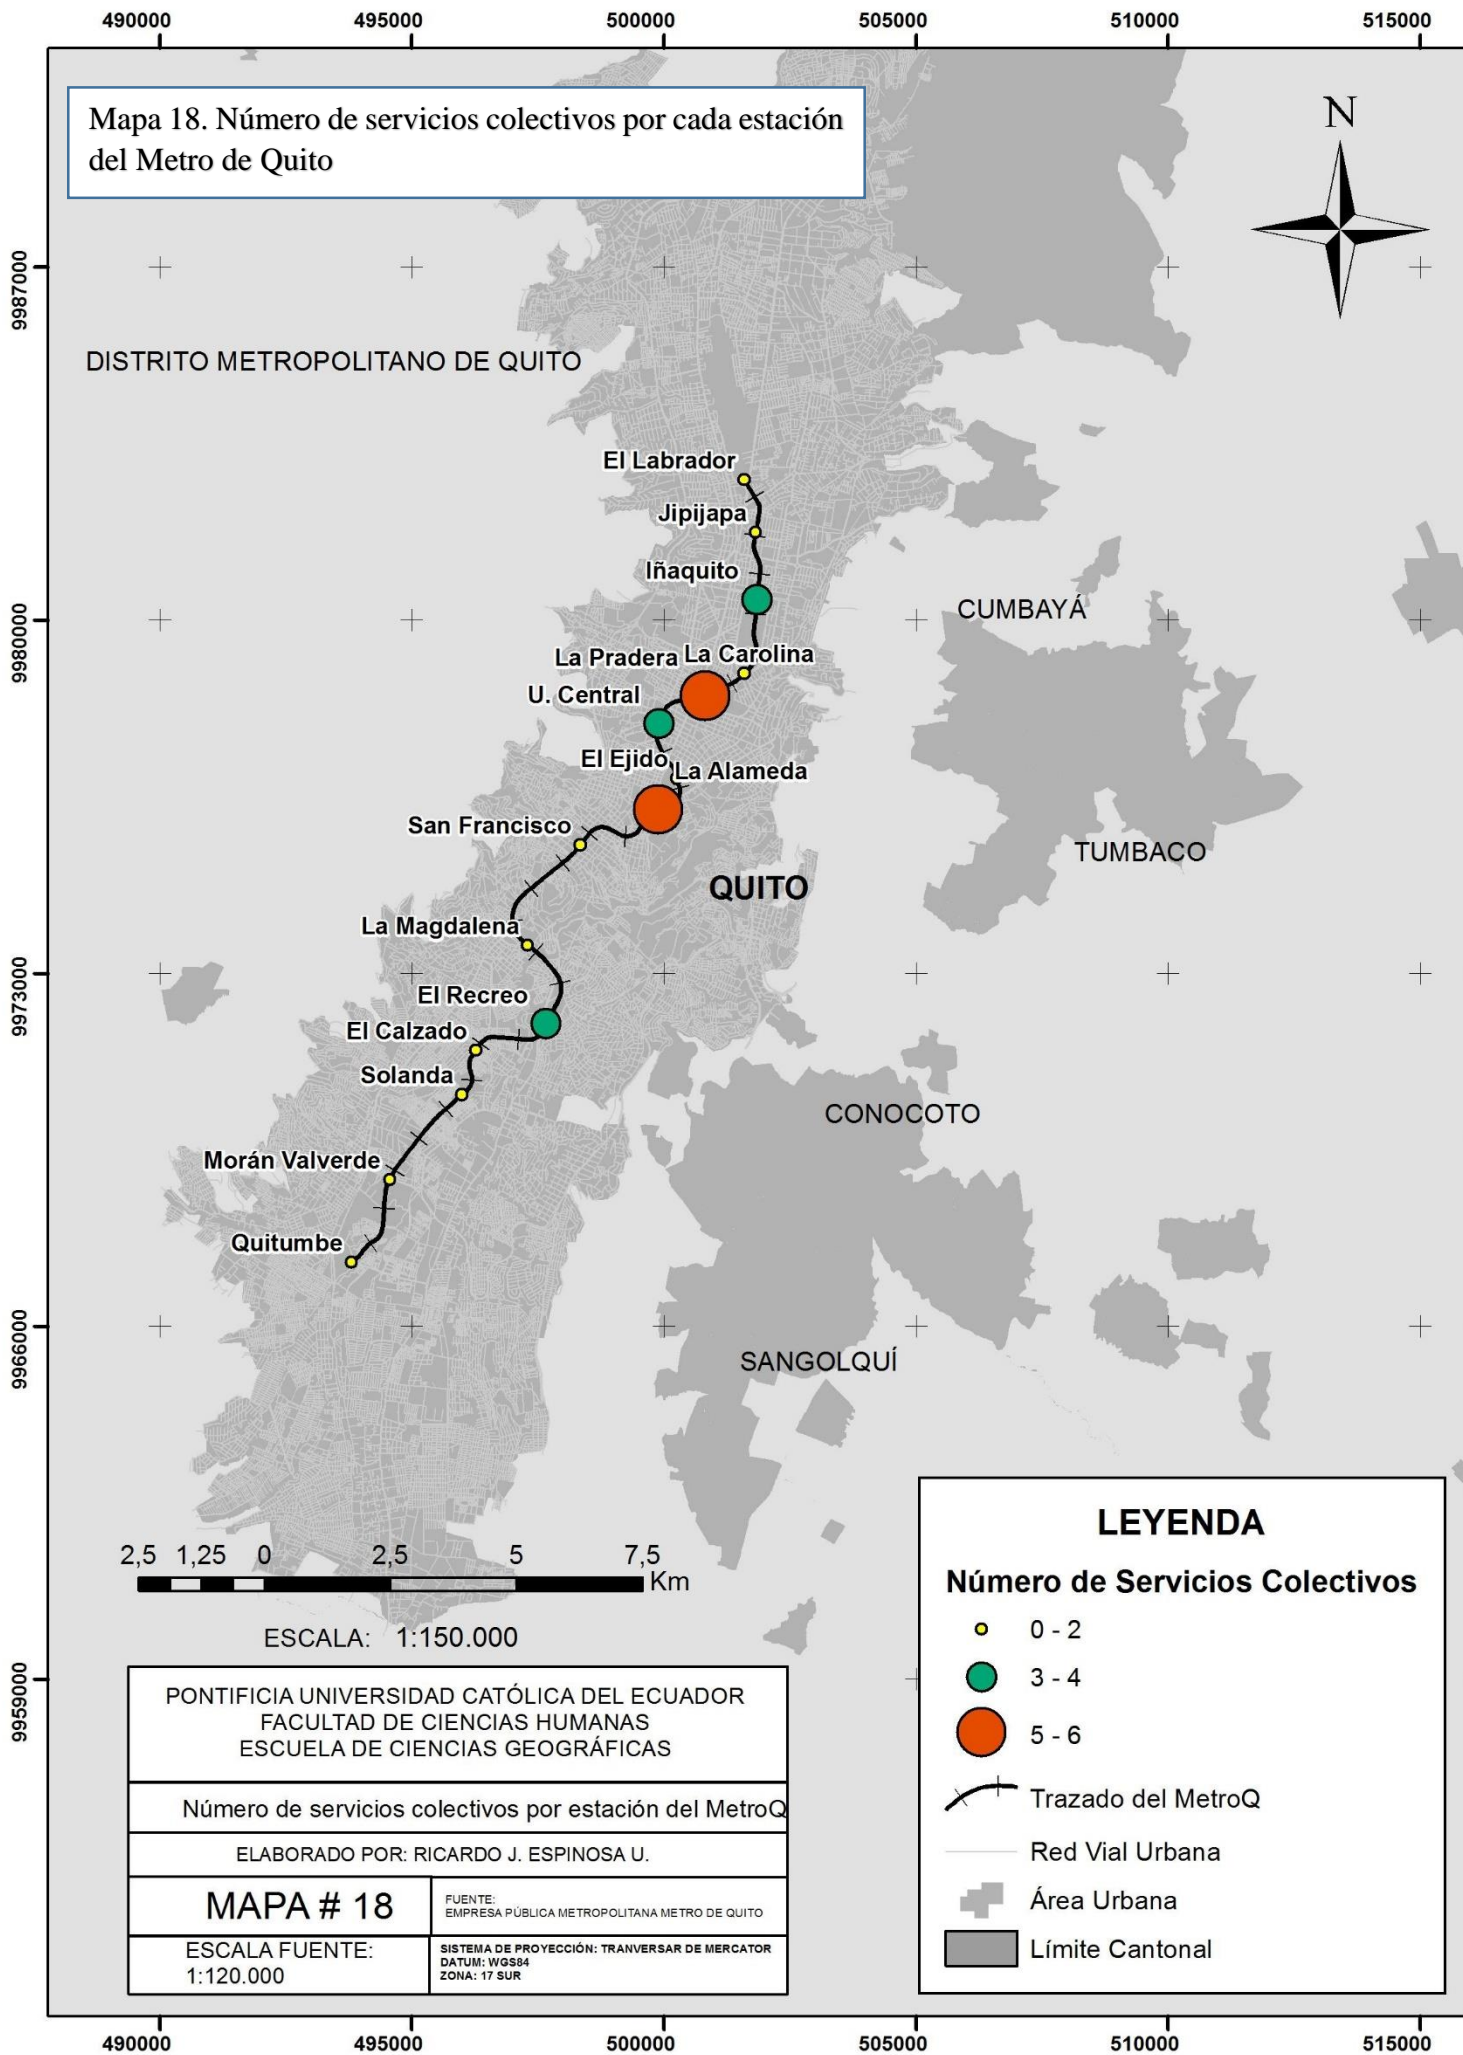 490000 495000 500000 505000 510000 515000
Mapa 18. Número de servicios colectivos por cada estación
del Metro de Quito
N
9987000
DISTRITO METROPOLITANO DE QUITO
El Labrador
Jipijapa
Iñaquito
CUMBAYÁ
9980000
La Pradera
La Carolina
U. Central
El Ejido
La Alameda
San Francisco
TUMBACO
QUITO
La Magdalena
9973000
El Recreo
El Calzado
Solanda
CONOCOTO
Morán Valverde
Quitumbe
9966000
SANGOLQUÍ
2,5 1,25 0 2,5 5 7,5
Km
ESCALA: 1:150.000
9959000
PONTIFICIA UNIVERSIDAD CATÓLICA DEL ECUADOR
FACULTAD DE CIENCIAS HUMANAS
ESCUELA DE CIENCIAS GEOGRÁFICAS
Número de servicios colectivos por estación del MetroQ
ELABORADO POR: RICARDO J. ESPINOSA U.
MAPA # 18
FUENTE:
EMPRESA PÚBLICA METROPOLITANA METRO DE QUITO
ESCALA FUENTE:
1:120.000
SISTEMA DE PROYECCIÓN: TRANVERSAR DE MERCATOR
DATUM: WGS84
ZONA: 17 SUR
LEYENDA
Número de Servicios Colectivos
0 - 2
3 - 4
5 - 6
Trazado del MetroQ
Red Vial Urbana
Área Urbana
Límite Cantonal
490000 495000 500000 505000 510000 515000